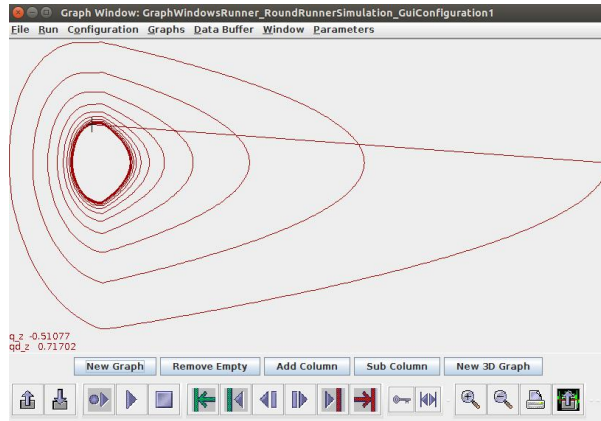 Graph Window: GraphWindowsRunner_RoundRunnerSimulation_GuiConfiguration1
File Run Configuration Graphs Data Buffer Window Parameters
q_z -0.51077
qd_z 0.71702
New Graph Remove Empty Add Column Sub Column New 3D Graph